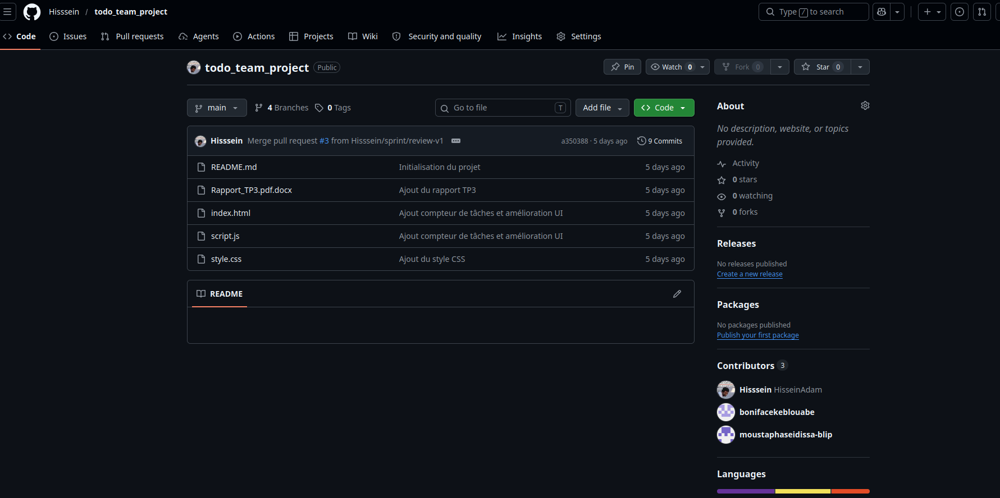 Hisssein / todo_team_project
Type / to search
Code Issues Pull requests Agents Actions Projects Wiki Security and quality Insights Settings
todo_team_project Public
Pin Watch 0 Fork 0 Star 0
main 4 Branches 0 Tags Go to file T Add file Code
Hisssein Merge pull request #3 from Hisssein/sprint/review-v1 a350388 · 5 days ago 9 Commits
README.md Initialisation du projet 5 days ago
Rapport_TP3.pdf.docx Ajout du rapport TP3 5 days ago
index.html Ajout compteur de tâches et amélioration UI 5 days ago
script.js Ajout compteur de tâches et amélioration UI 5 days ago
style.css Ajout du style CSS 5 days ago
README
About
No description, website, or topics
provided.
Activity
0 stars
0 watching
0 forks
Releases
No releases published
Create a new release
Packages
No packages published
Publish your first package
Contributors 3
Hisssein HisseinAdam
bonifacekeblouabe
moustaphaseidissa-blip
Languages